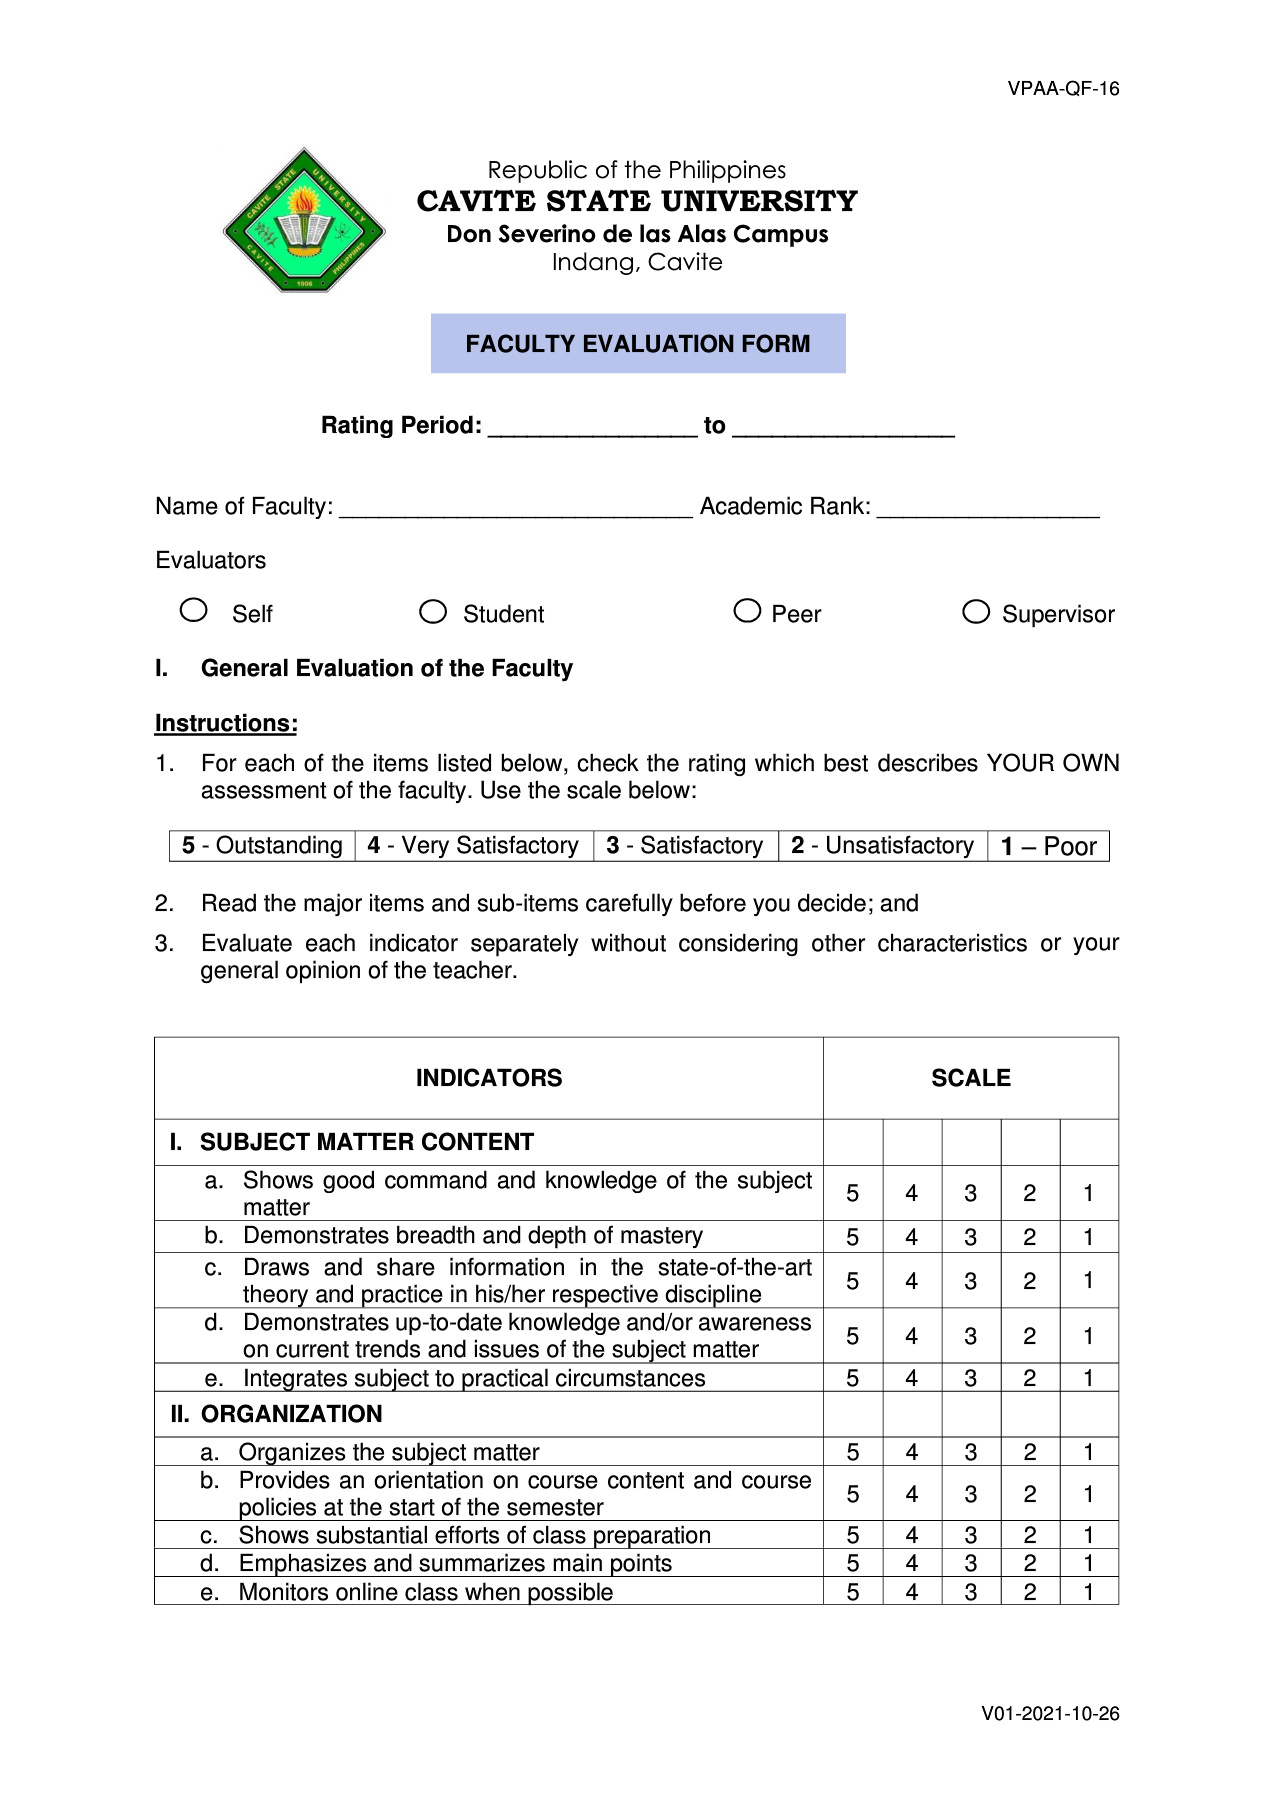 VPAA-QF-16
CAVITE STATE UNIVERSITY
CAVITE
PHILIPPINES
1906
Republic of the Philippines
CAVITE STATE UNIVERSITY
Don Severino de las Alas Campus
Indang, Cavite
FACULTY EVALUATION FORM
Rating Period: ________________ to _________________
Name of Faculty: ___________________________ Academic Rank: _________________
Evaluators
Self Student Peer Supervisor
I. General Evaluation of the Faculty
Instructions:
1. For each of the items listed below, check the rating which best describes YOUR OWN
assessment of the faculty. Use the scale below:
5 - Outstanding 4 - Very Satisfactory 3 - Satisfactory 2 - Unsatisfactory 1 – Poor
2. Read the major items and sub-items carefully before you decide; and
3. Evaluate each indicator separately without considering other characteristics or your
general opinion of the teacher.
INDICATORS SCALE
I. SUBJECT MATTER CONTENT
a. Shows good command and knowledge of the subject
matter 5 4 3 2 1
b. Demonstrates breadth and depth of mastery 5 4 3 2 1
c. Draws and share information in the state-of-the-art
theory and practice in his/her respective discipline 5 4 3 2 1
d. Demonstrates up-to-date knowledge and/or awareness
on current trends and issues of the subject matter 5 4 3 2 1
e. Integrates subject to practical circumstances 5 4 3 2 1
II. ORGANIZATION
a. Organizes the subject matter 5 4 3 2 1
b. Provides an orientation on course content and course
policies at the start of the semester 5 4 3 2 1
c. Shows substantial efforts of class preparation 5 4 3 2 1
d. Emphasizes and summarizes main points 5 4 3 2 1
e. Monitors online class when possible 5 4 3 2 1
V01-2021-10-26